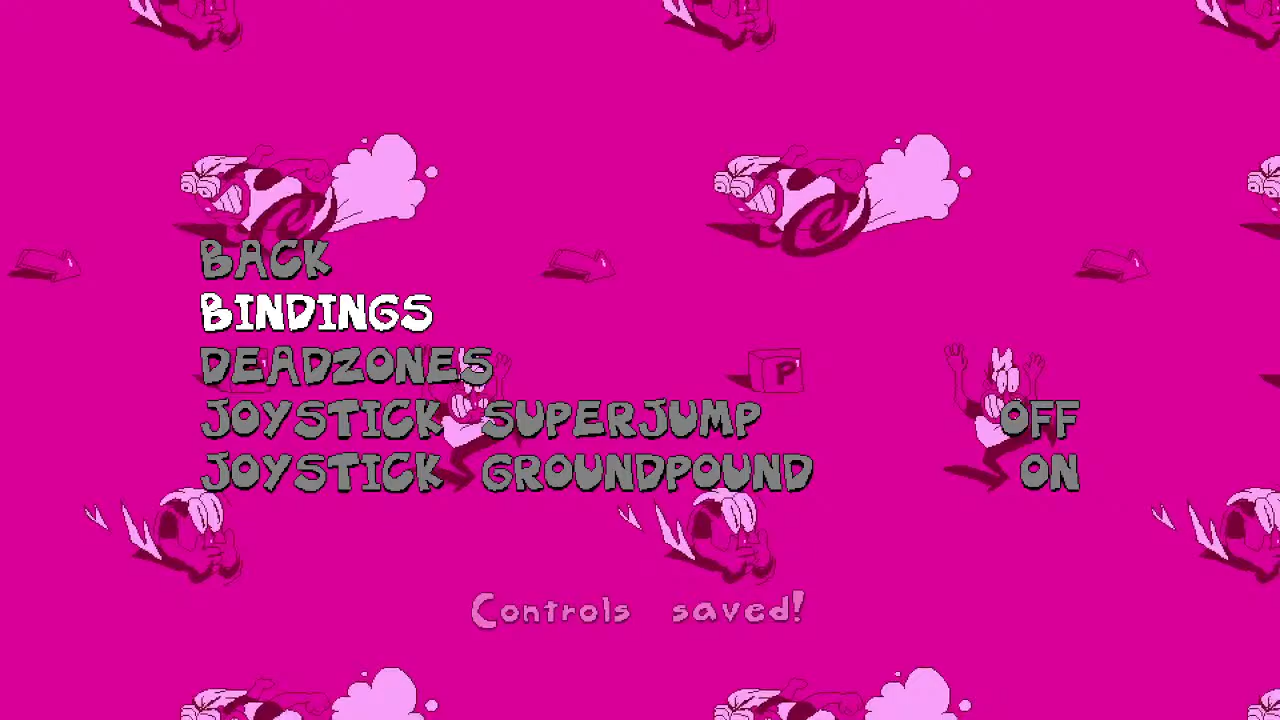 BACK
BINDINGS
DEADZONES
JOYSTICK SUPERJUMP OFF
JOYSTICK GROUNDPOUND ON
P
Controls saved!